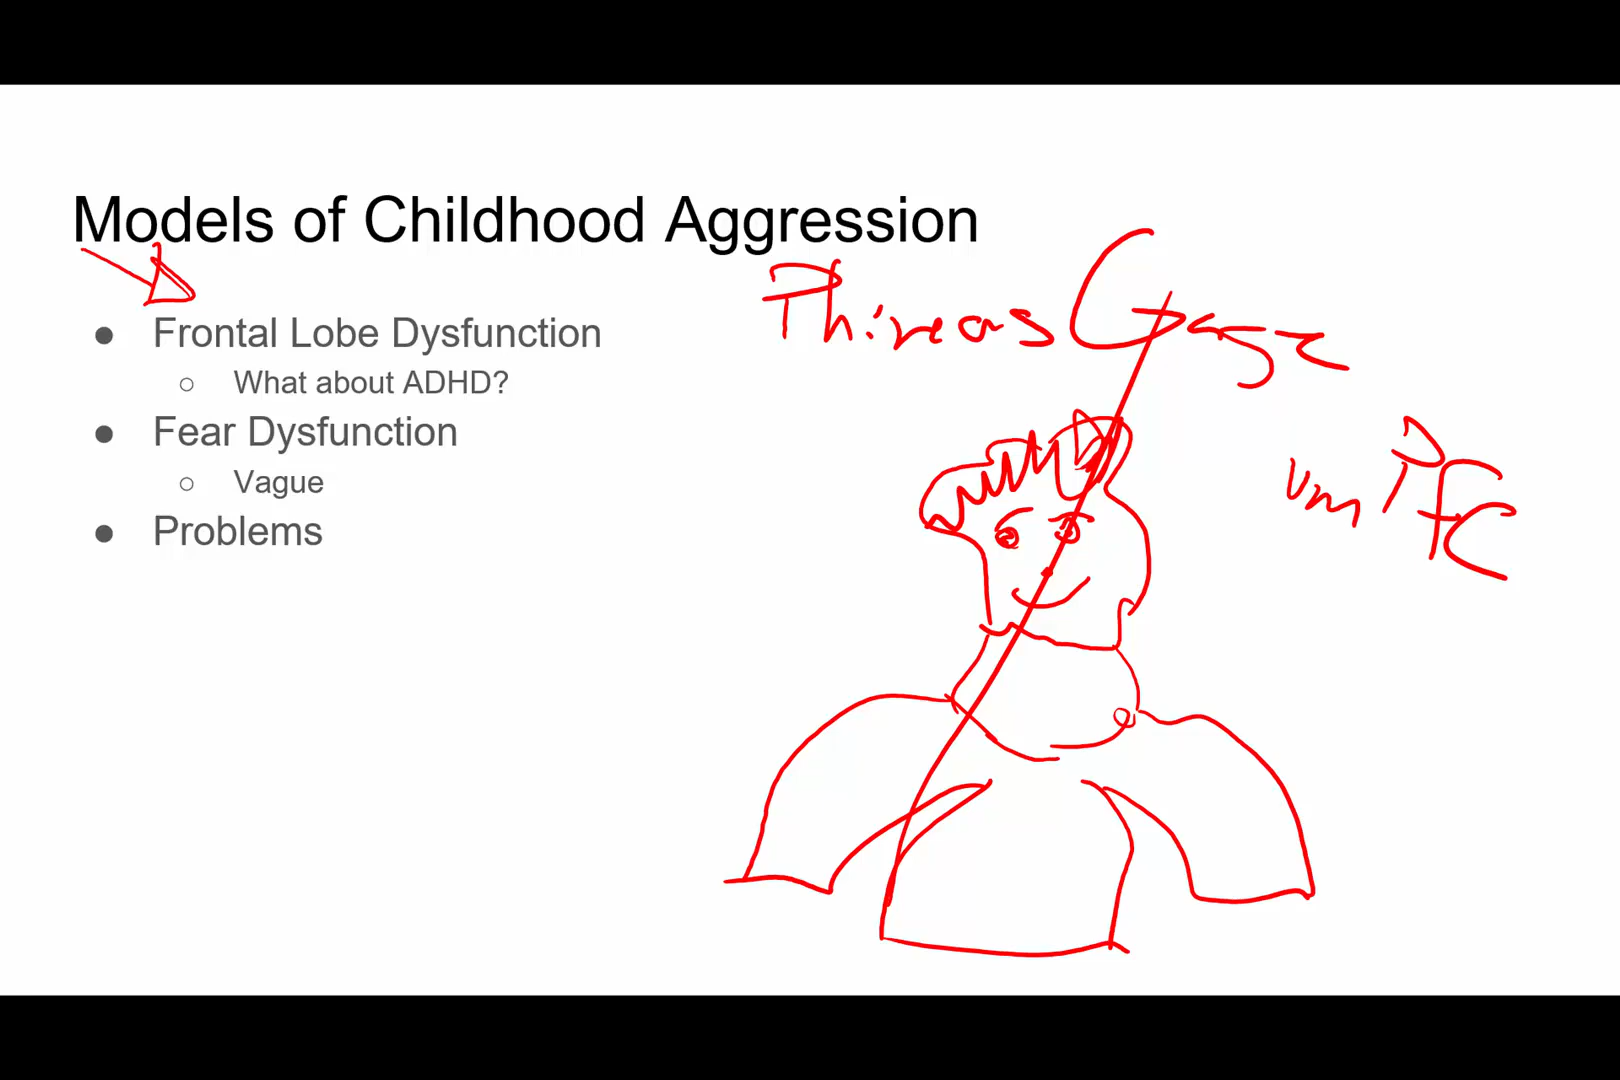 Models of Childhood Aggression
Phineas Gage
● Frontal Lobe Dysfunction
○ What about ADHD?
● Fear Dysfunction
○ Vague
● Problems
vmPFC